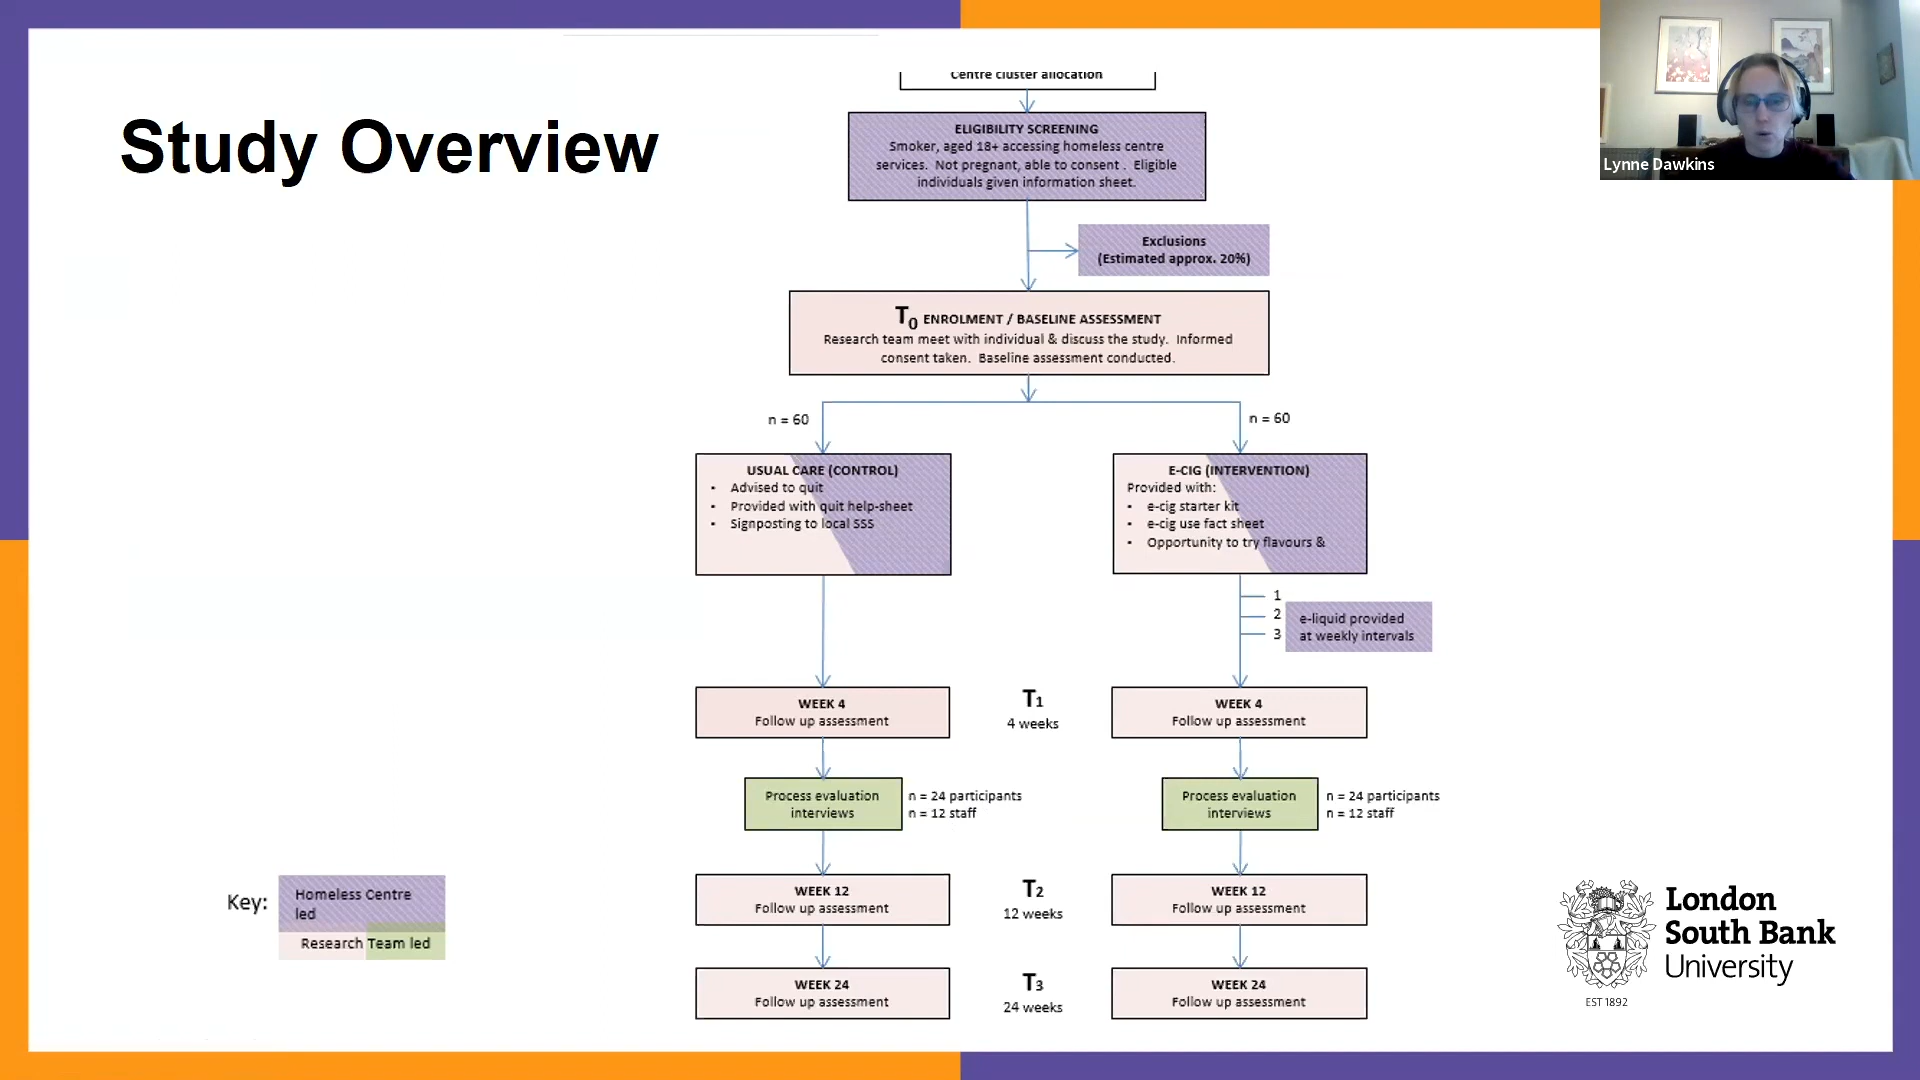 Study Overview
Centre cluster allocation
ELIGIBILITY SCREENING
Smoker, aged 18+ accessing homeless centre
services. Not pregnant, able to consent . Eligible
individuals given information sheet.
Exclusions
(Estimated approx. 20%)
T0 ENROLMENT / BASELINE ASSESSMENT
Research team meet with individual & discuss the study. Informed
consent taken. Baseline assessment conducted.
n = 60
n = 60
USUAL CARE (CONTROL)
• Advised to quit
• Provided with quit help-sheet
• Signposting to local SSS
E-CIG (INTERVENTION)
Provided with:
• e-cig starter kit
• e-cig use fact sheet
• Opportunity to try flavours &
1
2
3
e-liquid provided
at weekly intervals
WEEK 4
Follow up assessment
T1
4 weeks
WEEK 4
Follow up assessment
Process evaluation
interviews
n = 24 participants
n = 12 staff
Process evaluation
interviews
n = 24 participants
n = 12 staff
WEEK 12
Follow up assessment
T2
12 weeks
WEEK 12
Follow up assessment
WEEK 24
Follow up assessment
T3
24 weeks
WEEK 24
Follow up assessment
Key:
Homeless Centre
led
Research Team led
London
South Bank
University
EST 1892
Lynne Dawkins